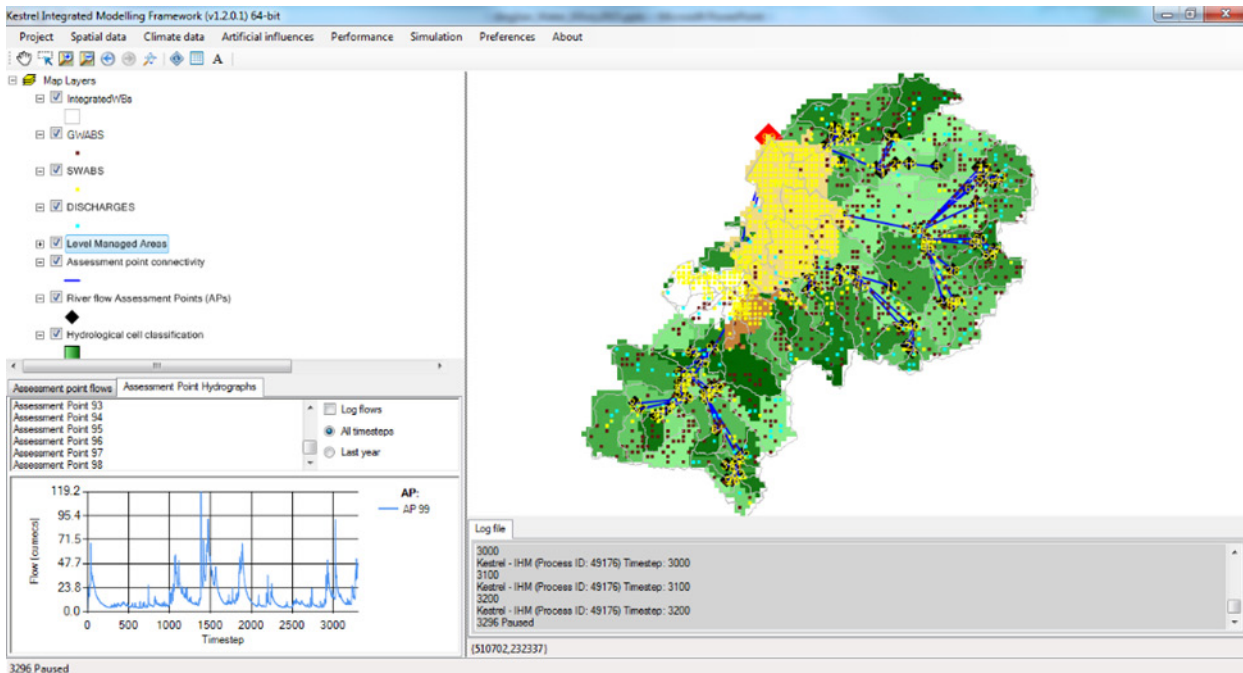 Kestrel Integrated Modelling Framework (v1.2.0.1) 64-bit
Project Spatial data Climate data Artificial influences Performance Simulation Preferences About
A
Map Layers
IntegratedWBs
GWABS
SWABS
DISCHARGES
Level Managed Areas
Assessment point connectivity
River flow Assessment Points (APs)
Hydrological cell classification
Assessment point flows Assessment Point Hydrographs
Assessment Point 93
Assessment Point 94
Assessment Point 95
Assessment Point 96
Assessment Point 97
Assessment Point 98
Log flows
All timesteps
Last year
119.2
95.4
71.5
47.7
23.8
0.0
Flow (cumecs)
0 500 1000 1500 2000 2500 3000
Timestep
AP:
AP 99
Log file
3000
Kestrel - IHM (Process ID: 49176) Timestep: 3000
3100
Kestrel - IHM (Process ID: 49176) Timestep: 3100
3200
Kestrel - IHM (Process ID: 49176) Timestep: 3200
3296 Paused
(510702,232337)
3296 Paused